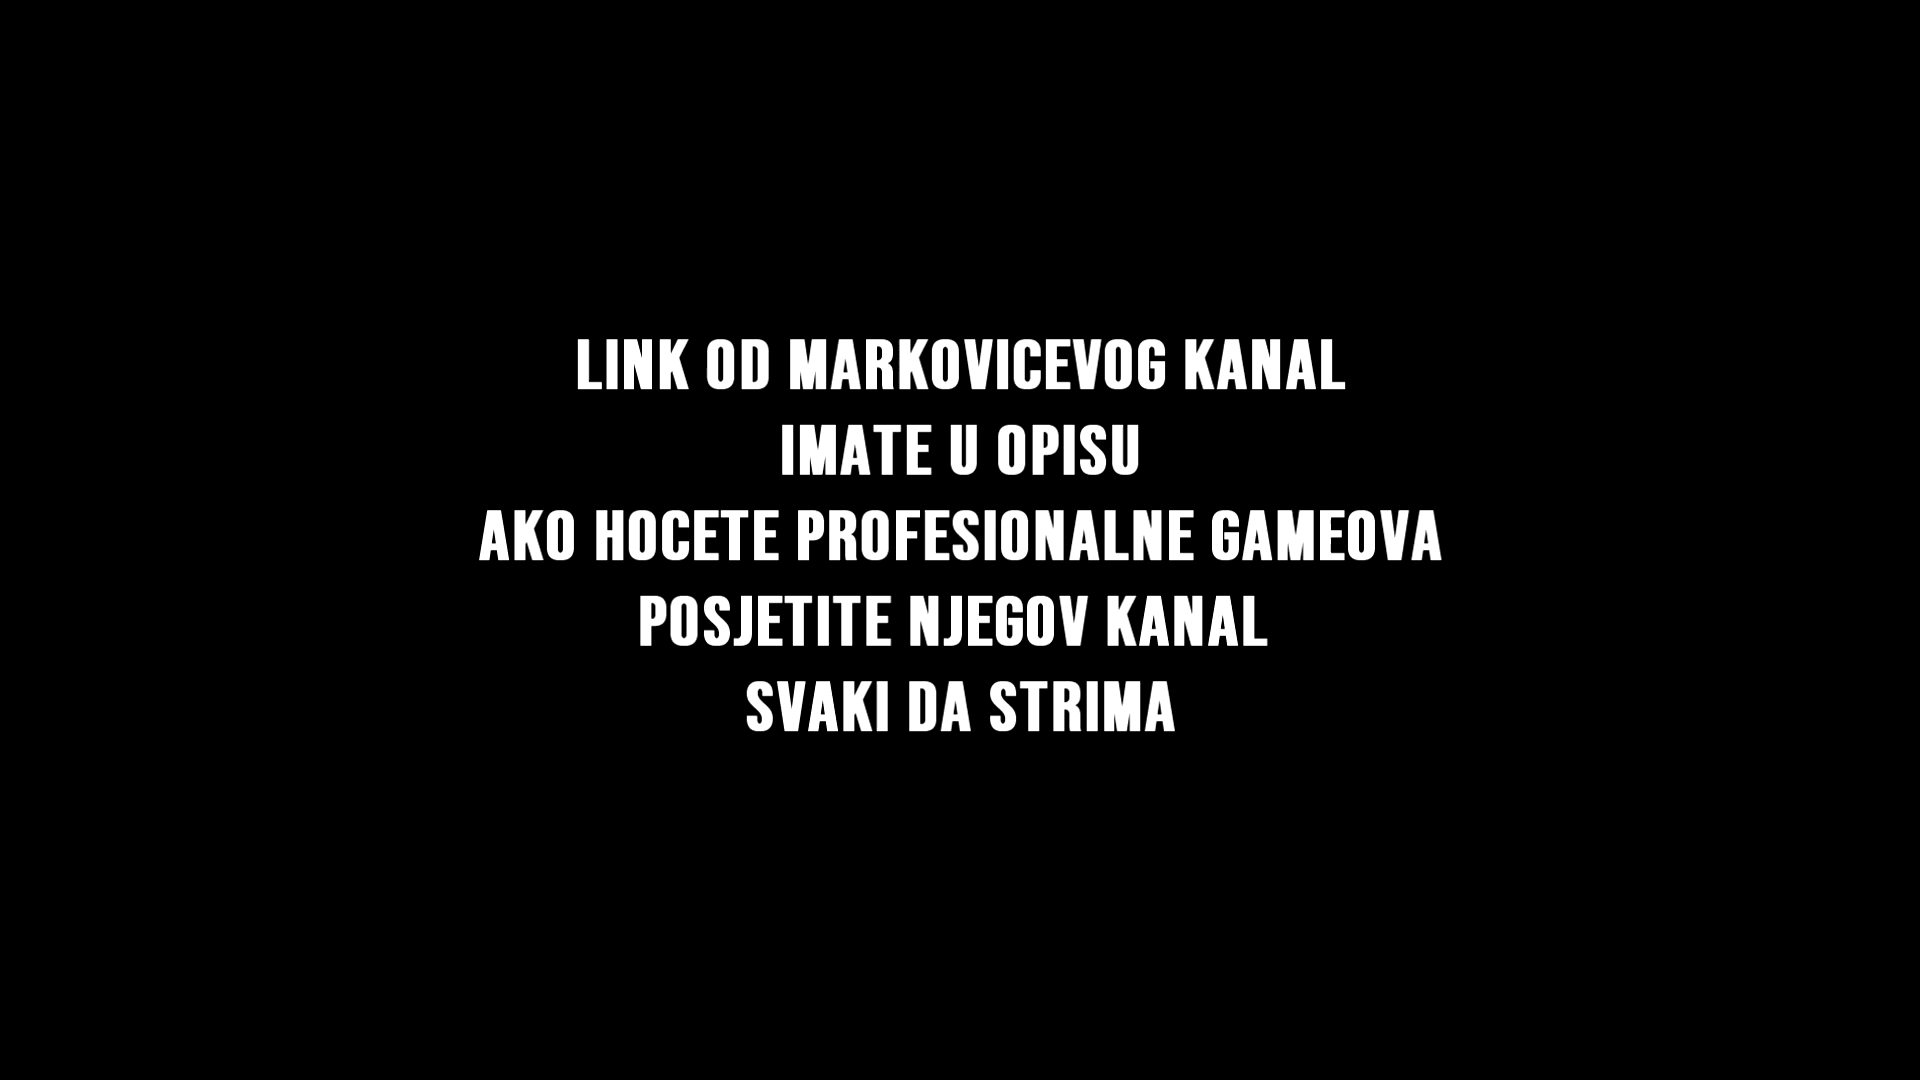 LINK OD MARKOVICEVOG KANAL
IMATE U OPISU
AKO HOCETE PROFESIONALNE GAMEOVA
POSJETITE NJEGOV KANAL
SVAKI DA STRIMA